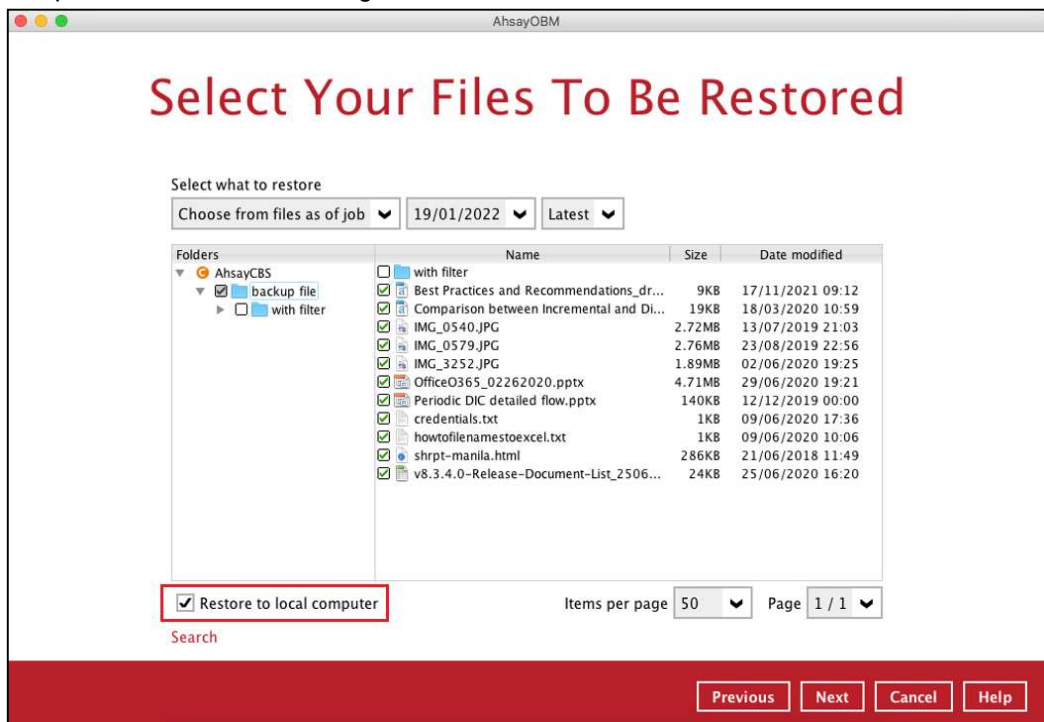 AhsayOBM
Select Your Files To Be Restored
Select what to restore
Choose from files as of job 19/01/2022 Latest
Folders Name Size Date modified
AhsayCBS
backup file
with filter
with filter
Best Practices and Recommendations_dr... 9KB 17/11/2021 09:12
Comparison between Incremental and Di... 19KB 18/03/2020 10:59
IMG_0540.JPG 2.72MB 13/07/2019 21:03
IMG_0579.JPG 2.76MB 23/08/2019 22:56
IMG_3252.JPG 1.89MB 02/06/2020 19:25
OfficeO365_02262020.pptx 4.71MB 29/06/2020 19:21
Periodic DIC detailed flow.pptx 140KB 12/12/2019 00:00
credentials.txt 1KB 09/06/2020 17:36
howtofilenamestoexcel.txt 1KB 09/06/2020 10:06
shrpt-manila.html 286KB 21/06/2018 11:49
v8.3.4.0-Release-Document-List_2506... 24KB 25/06/2020 16:20
Restore to local computer Items per page 50 Page 1 / 1
Search
Previous Next Cancel Help